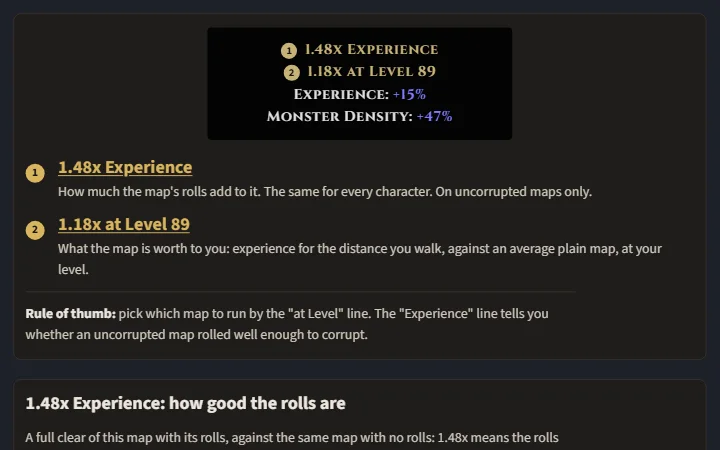 1 1.48x Experience
2 1.18x at Level 89
Experience: +15%
Monster Density: +47%
1 1.48x Experience
How much the map's rolls add to it. The same for every character. On uncorrupted maps only.
2 1.18x at Level 89
What the map is worth to you: experience for the distance you walk, against an average plain map, at your
level.
Rule of thumb: pick which map to run by the "at Level" line. The "Experience" line tells you
whether an uncorrupted map rolled well enough to corrupt.
1.48x Experience: how good the rolls are
A full clear of this map with its rolls, against the same map with no rolls: 1.48x means the rolls